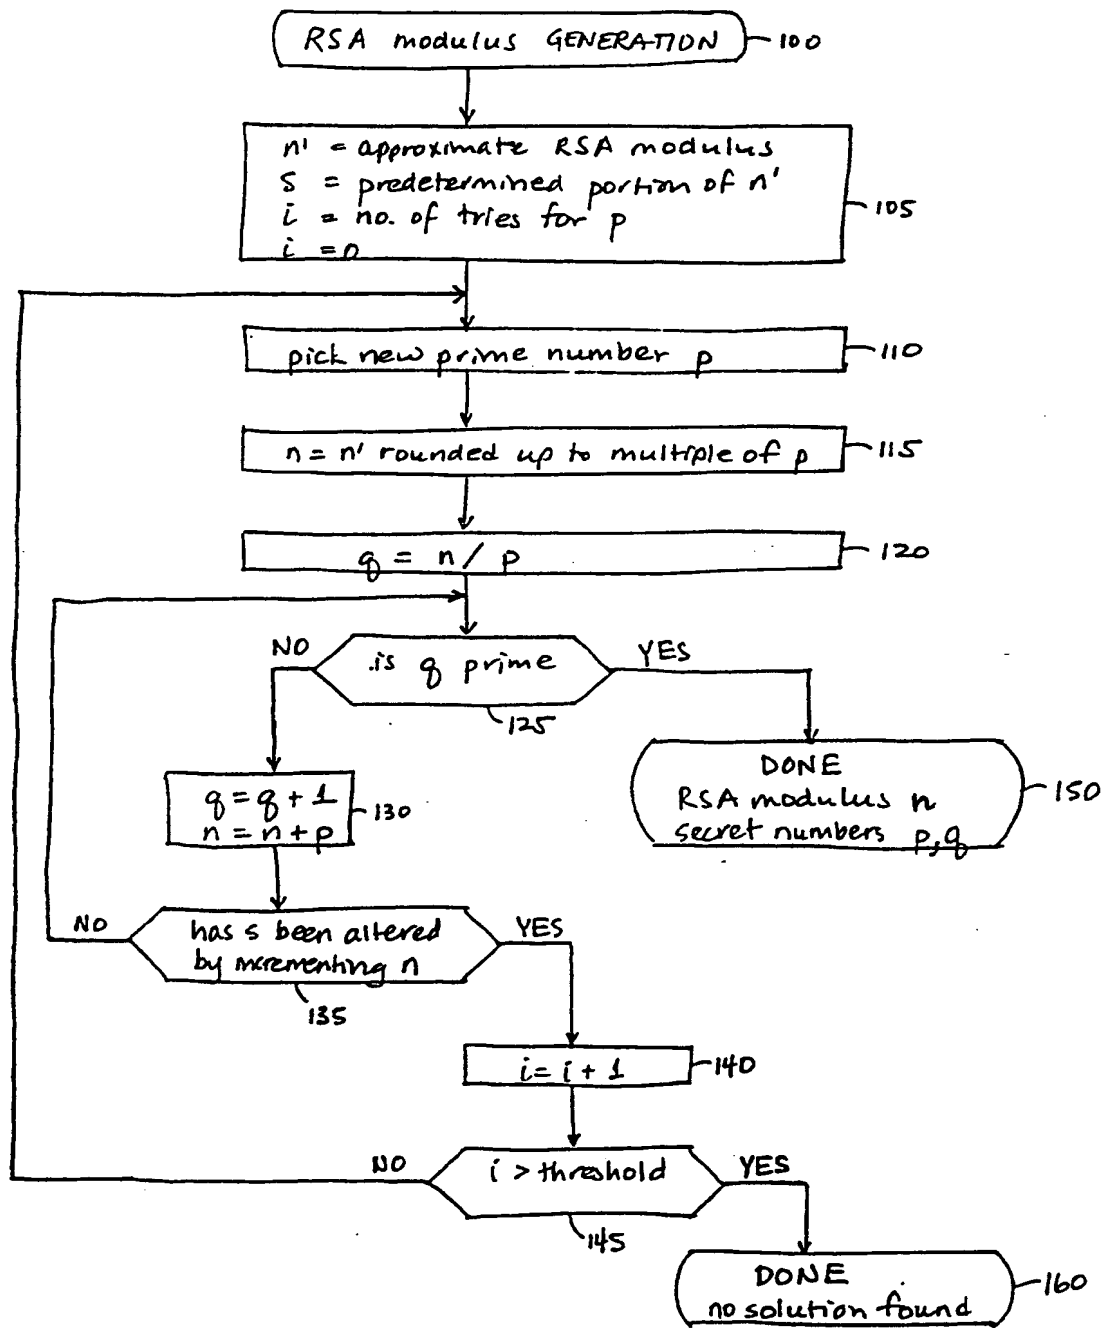 RSA modulus GENERATION
100
n' = approximate RSA modulus
s = predetermined portion of n'
i = no. of tries for p
i = 0
105
pick new prime number p
110
n = n' rounded up to multiple of p
115
q = n / p
120
NO
is q prime
YES
125
q = q + 1
n = n + p
130
DONE
RSA modulus n
secret numbers p,q
150
NO
has s been altered
by incrementing n
YES
135
i = i + 1
140
NO
i > threshold
YES
145
DONE
no solution found
160